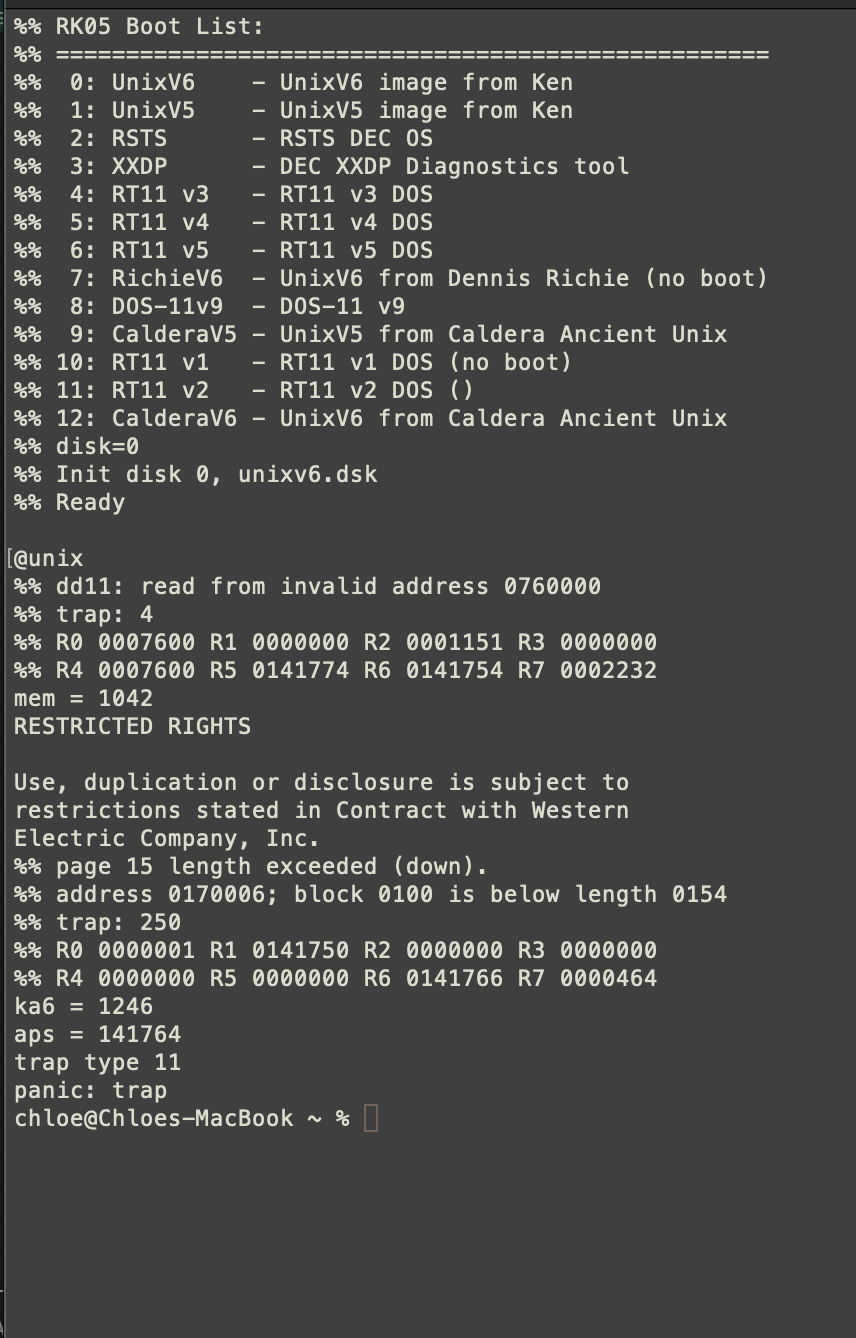 %% RK05 Boot List:
%% ===================================================
%%  0: UnixV6    – UnixV6 image from Ken
%%  1: UnixV5    – UnixV5 image from Ken
%%  2: RSTS      – RSTS DEC OS
%%  3: XXDP      – DEC XXDP Diagnostics tool
%%  4: RT11 v3   – RT11 v3 DOS
%%  5: RT11 v4   – RT11 v4 DOS
%%  6: RT11 v5   – RT11 v5 DOS
%%  7: RichieV6  – UnixV6 from Dennis Richie (no boot)
%%  8: DOS–11v9  – DOS–11 v9
%%  9: CalderaV5 – UnixV5 from Caldera Ancient Unix
%% 10: RT11 v1   – RT11 v1 DOS (no boot)
%% 11: RT11 v2   – RT11 v2 DOS ()
%% 12: CalderaV6 – UnixV6 from Caldera Ancient Unix
%% disk=0
%% Init disk 0, unixv6.dsk
%% Ready
[@unix
%% dd11: read from invalid address 0760000
%% trap: 4
%% R0 0007600 R1 0000000 R2 0001151 R3 0000000
%% R4 0007600 R5 0141774 R6 0141754 R7 0002232
mem = 1042
RESTRICTED RIGHTS
Use, duplication or disclosure is subject to
restrictions stated in Contract with Western
Electric Company, Inc.
%% page 15 length exceeded (down).
%% address 0170006; block 0100 is below length 0154
%% trap: 250
%% R0 0000001 R1 0141750 R2 0000000 R3 0000000
%% R4 0000000 R5 0000000 R6 0141766 R7 0000464
ka6 = 1246
aps = 141764
trap type 11
panic: trap
chloe@Chloes–MacBook ~ %